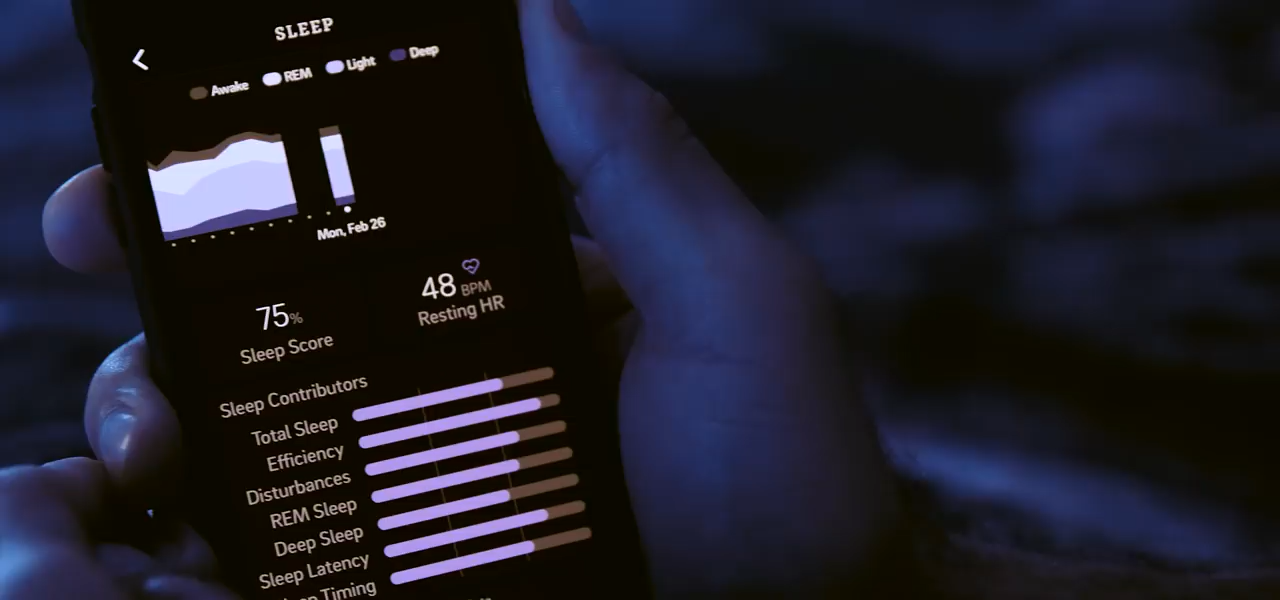 SLEEP
Awake REM Light Deep
Mon, Feb 26
75%
Sleep Score
48 BPM
Resting HR
Sleep Contributors
Total Sleep
Efficiency
Disturbances
REM Sleep
Deep Sleep
Sleep Latency
Timing